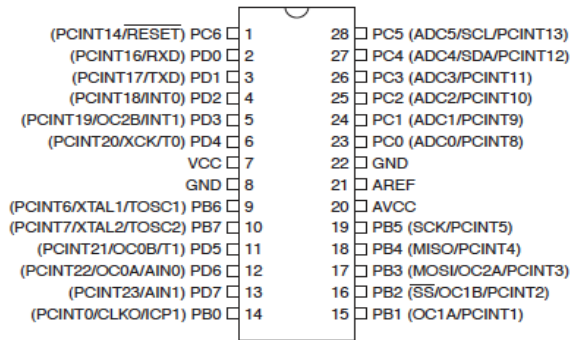 (PCINT14/RESET) PC6 1 28 PC5 (ADC5/SCL/PCINT13)
(PCINT16/RXD) PD0 2 27 PC4 (ADC4/SDA/PCINT12)
(PCINT17/TXD) PD1 3 26 PC3 (ADC3/PCINT11)
(PCINT18/INT0) PD2 4 25 PC2 (ADC2/PCINT10)
(PCINT19/OC2B/INT1) PD3 5 24 PC1 (ADC1/PCINT9)
(PCINT20/XCK/T0) PD4 6 23 PC0 (ADC0/PCINT8)
VCC 7 22 GND
GND 8 21 AREF
(PCINT6/XTAL1/TOSC1) PB6 9 20 AVCC
(PCINT7/XTAL2/TOSC2) PB7 10 19 PB5 (SCK/PCINT5)
(PCINT21/OC0B/T1) PD5 11 18 PB4 (MISO/PCINT4)
(PCINT22/OC0A/AIN0) PD6 12 17 PB3 (MOSI/OC2A/PCINT3)
(PCINT23/AIN1) PD7 13 16 PB2 (SS/OC1B/PCINT2)
(PCINT0/CLKO/ICP1) PB0 14 15 PB1 (OC1A/PCINT1)